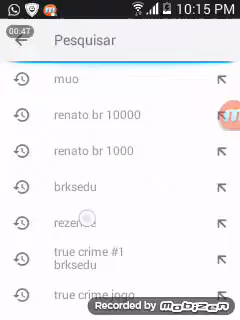 10:15 PM
00:47
Pesquisar
muo
renato br 10000
renato br 1000
brksedu
rezende
true crime #1
brksedu
true crime jogo
Recorded by Mobizen